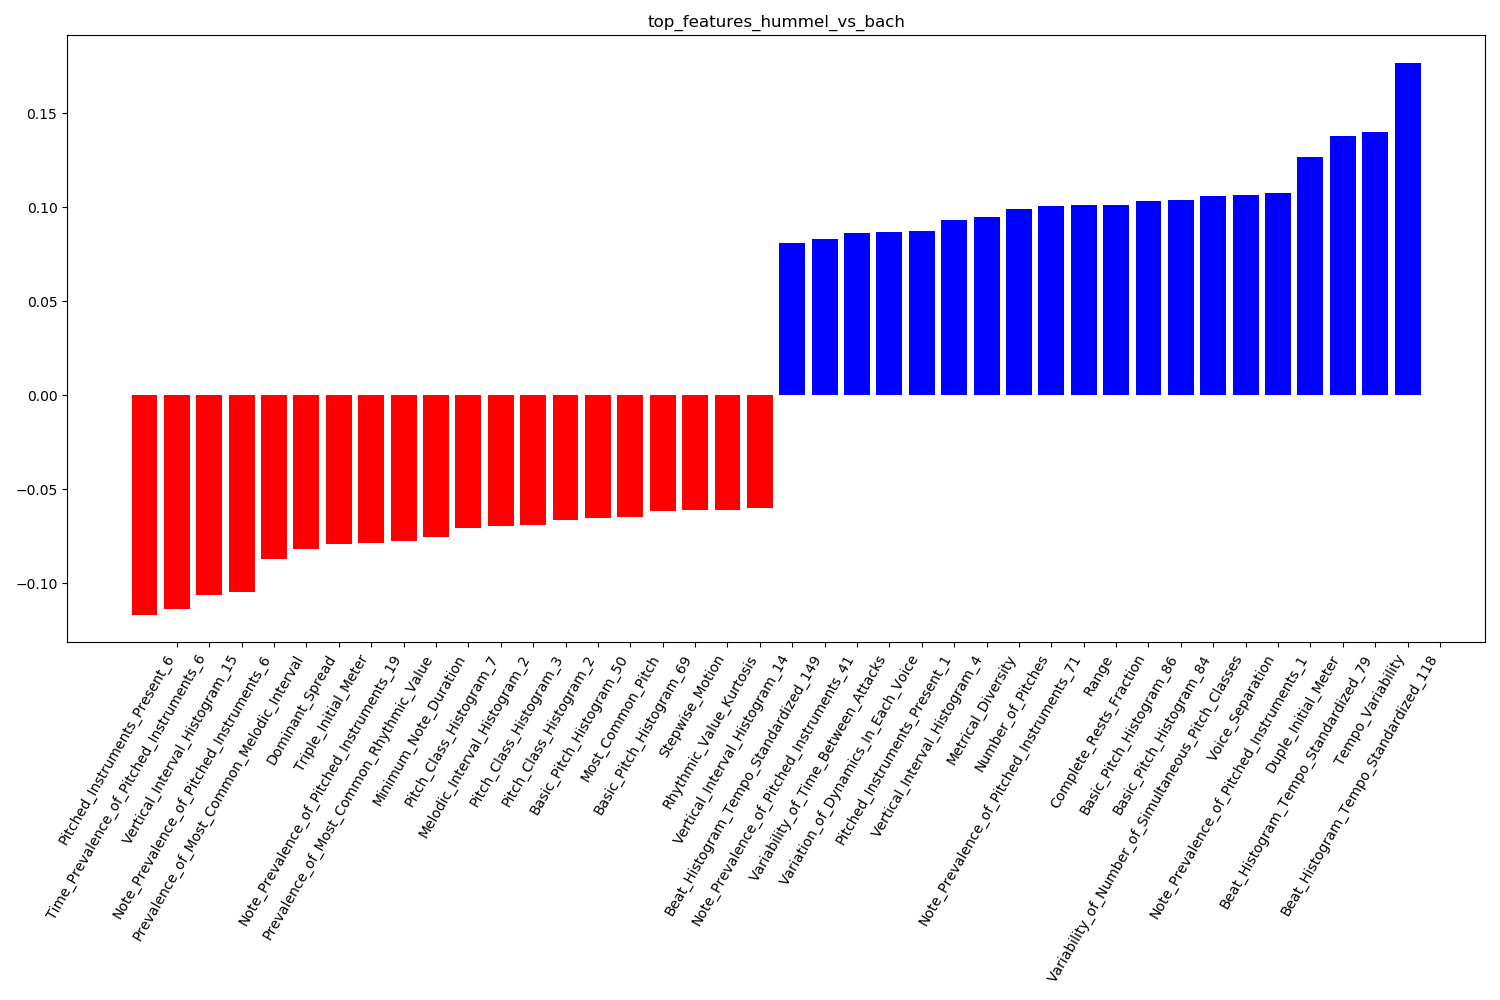 top_features_hummel_vs_bach
0.15
0.10
0.05
0.00
−0.05
−0.10
Pitched_Instruments_Present_6
Time_Prevalence_of_Pitched_Instruments_6
Vertical_Interval_Histogram_15
Note_Prevalence_of_Pitched_Instruments_6
Prevalence_of_Most_Common_Melodic_Interval
Dominant_Spread
Triple_Initial_Meter
Note_Prevalence_of_Pitched_Instruments_19
Prevalence_of_Most_Common_Rhythmic_Value
Minimum_Note_Duration
Pitch_Class_Histogram_7
Melodic_Interval_Histogram_2
Pitch_Class_Histogram_3
Pitch_Class_Histogram_2
Basic_Pitch_Histogram_50
Most_Common_Pitch
Basic_Pitch_Histogram_69
Stepwise_Motion
Rhythmic_Value_Kurtosis
Vertical_Interval_Histogram_14
Beat_Histogram_Tempo_Standardized_149
Note_Prevalence_of_Pitched_Instruments_41
Variability_of_Time_Between_Attacks
Variation_of_Dynamics_In_Each_Voice
Pitched_Instruments_Present_1
Vertical_Interval_Histogram_4
Metrical_Diversity
Number_of_Pitches
Note_Prevalence_of_Pitched_Instruments_71
Range
Complete_Rests_Fraction
Basic_Pitch_Histogram_86
Basic_Pitch_Histogram_84
Variability_of_Number_of_Simultaneous_Pitch_Classes
Voice_Separation
Note_Prevalence_of_Pitched_Instruments_1
Duple_Initial_Meter
Beat_Histogram_Tempo_Standardized_79
Tempo_Variability
Beat_Histogram_Tempo_Standardized_118